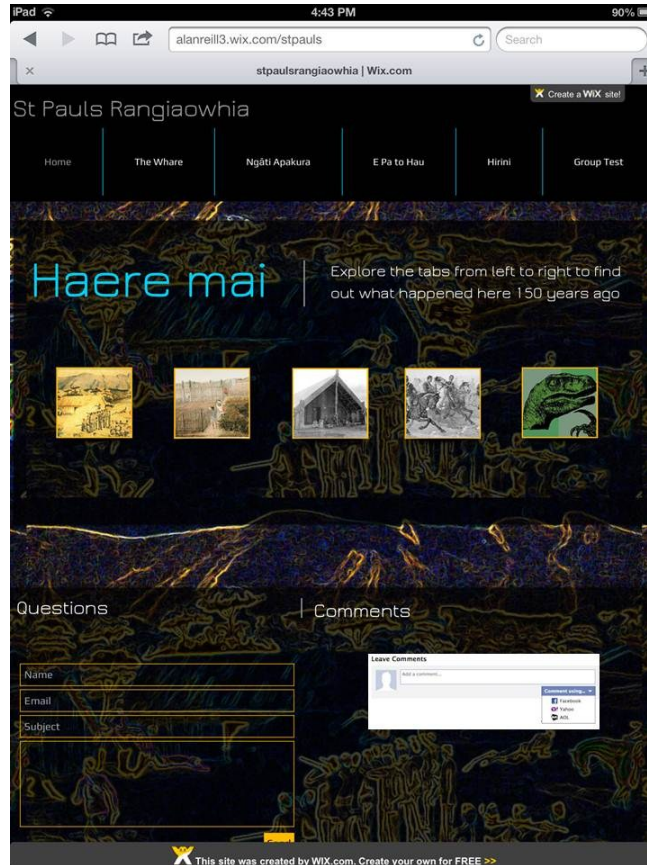 iPad 4:43 PM 90%
alanreill3.wix.com/stpauls Search
stpaulsrangiaowhia | Wix.com
Create a WiX site!
St Pauls Rangiaowhia
Home The Whare Ngāti Apakura E Pa to Hau Hirini Group Test
Haere mai
Explore the tabs from left to right to find
out what happened here 150 years ago
Questions
Name
Email
Subject
Send
Comments
Leave Comments
Add a comment...
Comment using...
Facebook
Yahoo
AOL
This site was created by WIX.com. Create your own for FREE >>